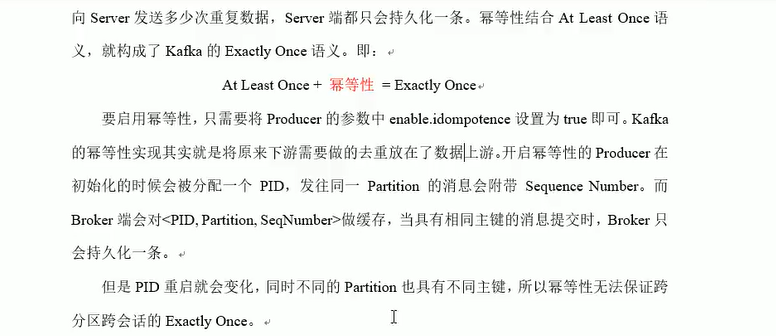 向 Server 发送多少次重复数据，Server 端都只会持久化一条。幂等性结合 At Least Once 语
义，就构成了 Kafka 的 Exactly Once 语义。即：
At Least Once + 幂等性 = Exactly Once
要启用幂等性，只需要将 Producer 的参数中 enable.idompotence 设置为 true 即可。Kafka
的幂等性实现其实就是将原来下游需要做的去重放在了数据上游。开启幂等性的 Producer 在
初始化的时候会被分配一个 PID，发往同一 Partition 的消息会附带 Sequence Number。而
Broker 端会对<PID, Partition, SeqNumber>做缓存，当具有相同主键的消息提交时，Broker 只
会持久化一条。
但是 PID 重启就会变化，同时不同的 Partition 也具有不同主键，所以幂等性无法保证跨
分区跨会话的 Exactly Once。